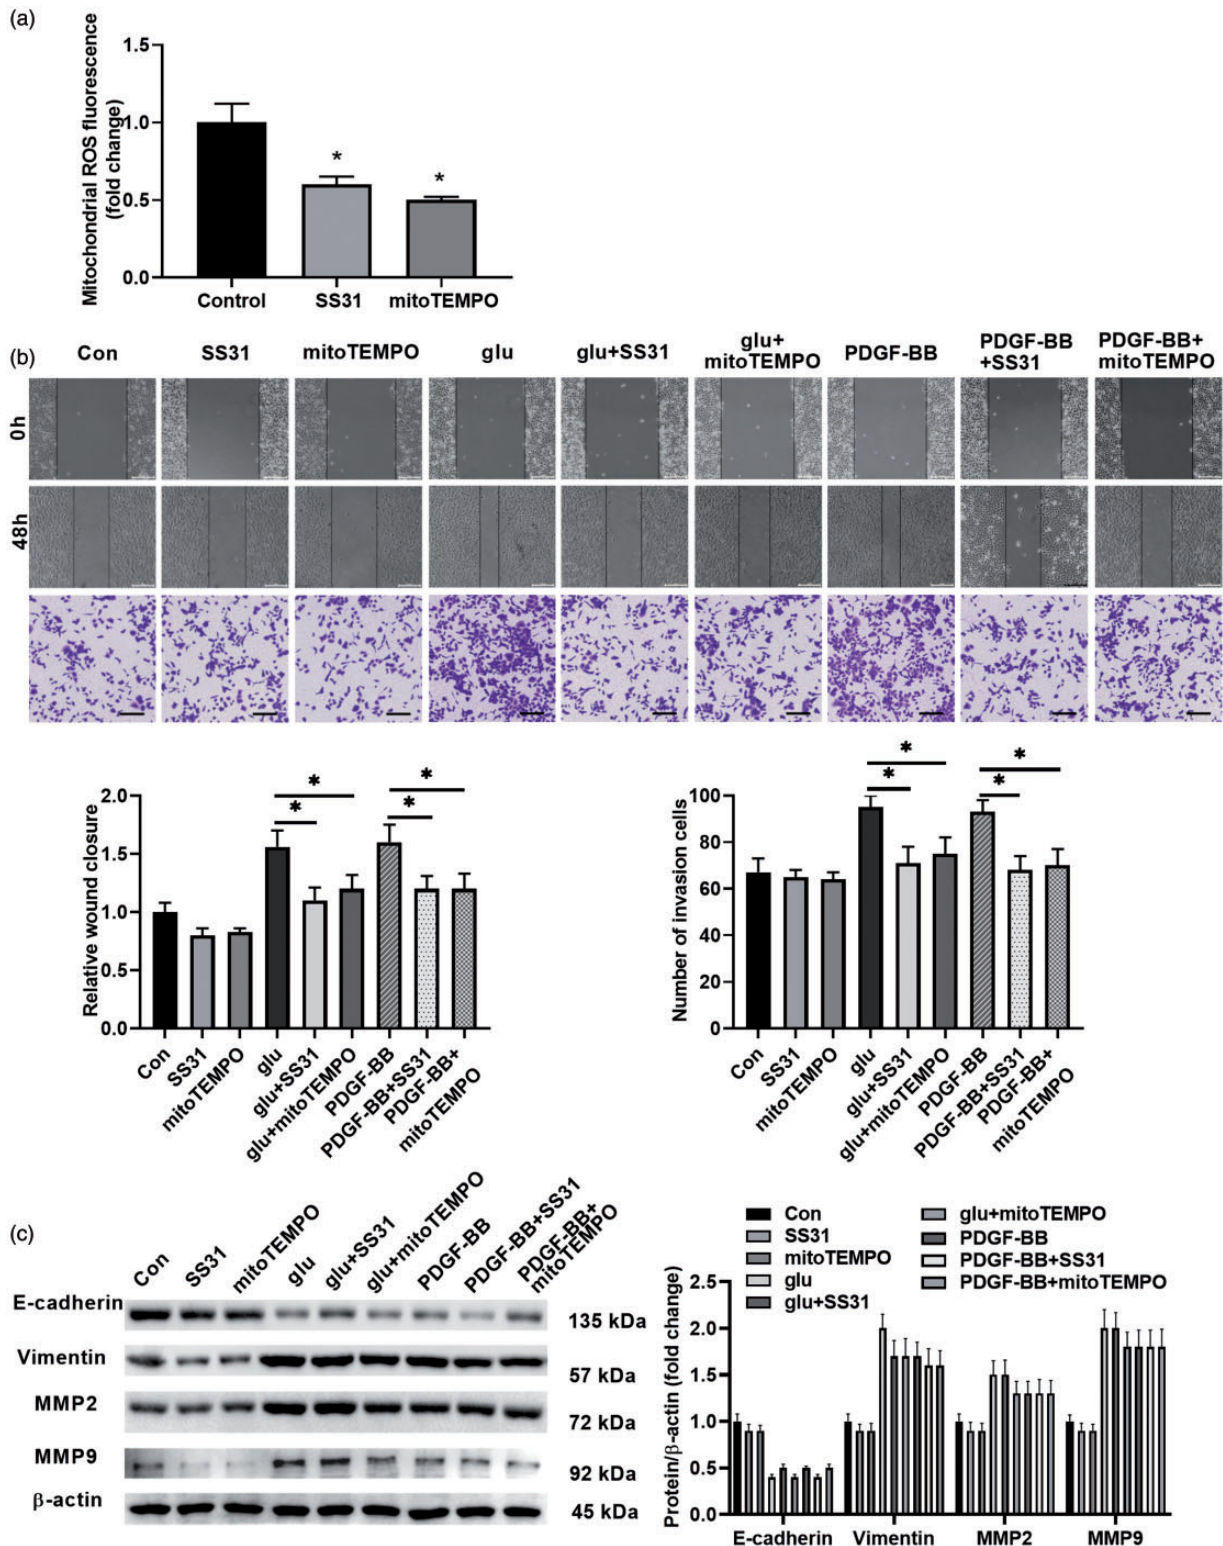 (a)
Mitochondrial ROS fluorescence
(fold change)
1.5
1.0
0.5
0.0
Control SS31 mitoTEMPO
*
*
(b)
Con SS31 mitoTEMPO glu glu+SS31 glu+
mitoTEMPO PDGF-BB PDGF-BB
+SS31 PDGF-BB+
mitoTEMPO
0h
48h
Relative wound closure
2.0
1.5
1.0
0.5
0.0
*
*
*
*
Con
SS31
mitoTEMPO
glu
glu+SS31
glu+mitoTEMPO
PDGF-BB
PDGF-BB+SS31
PDGF-BB+
mitoTEMPO
Number of invasion cells
100
80
60
40
20
0
*
*
*
*
Con
SS31
mitoTEMPO
glu
glu+SS31
glu+mitoTEMPO
PDGF-BB
PDGF-BB+SS31
PDGF-BB+
mitoTEMPO
(c)
Con
SS31
mitoTEMPO
glu
glu+SS31
glu+mitoTEMPO
PDGF-BB
PDGF-BB+SS31
PDGF-BB+
mitoTEMPO
E-cadherin 135 kDa
Vimentin 57 kDa
MMP2 72 kDa
MMP9 92 kDa
β-actin 45 kDa
Con
SS31
mitoTEMPO
glu
glu+SS31
glu+mitoTEMPO
PDGF-BB
PDGF-BB+SS31
PDGF-BB+mitoTEMPO
Protein/β-actin (fold change)
2.5
2.0
1.5
1.0
0.5
0.0
E-cadherin Vimentin MMP2 MMP9